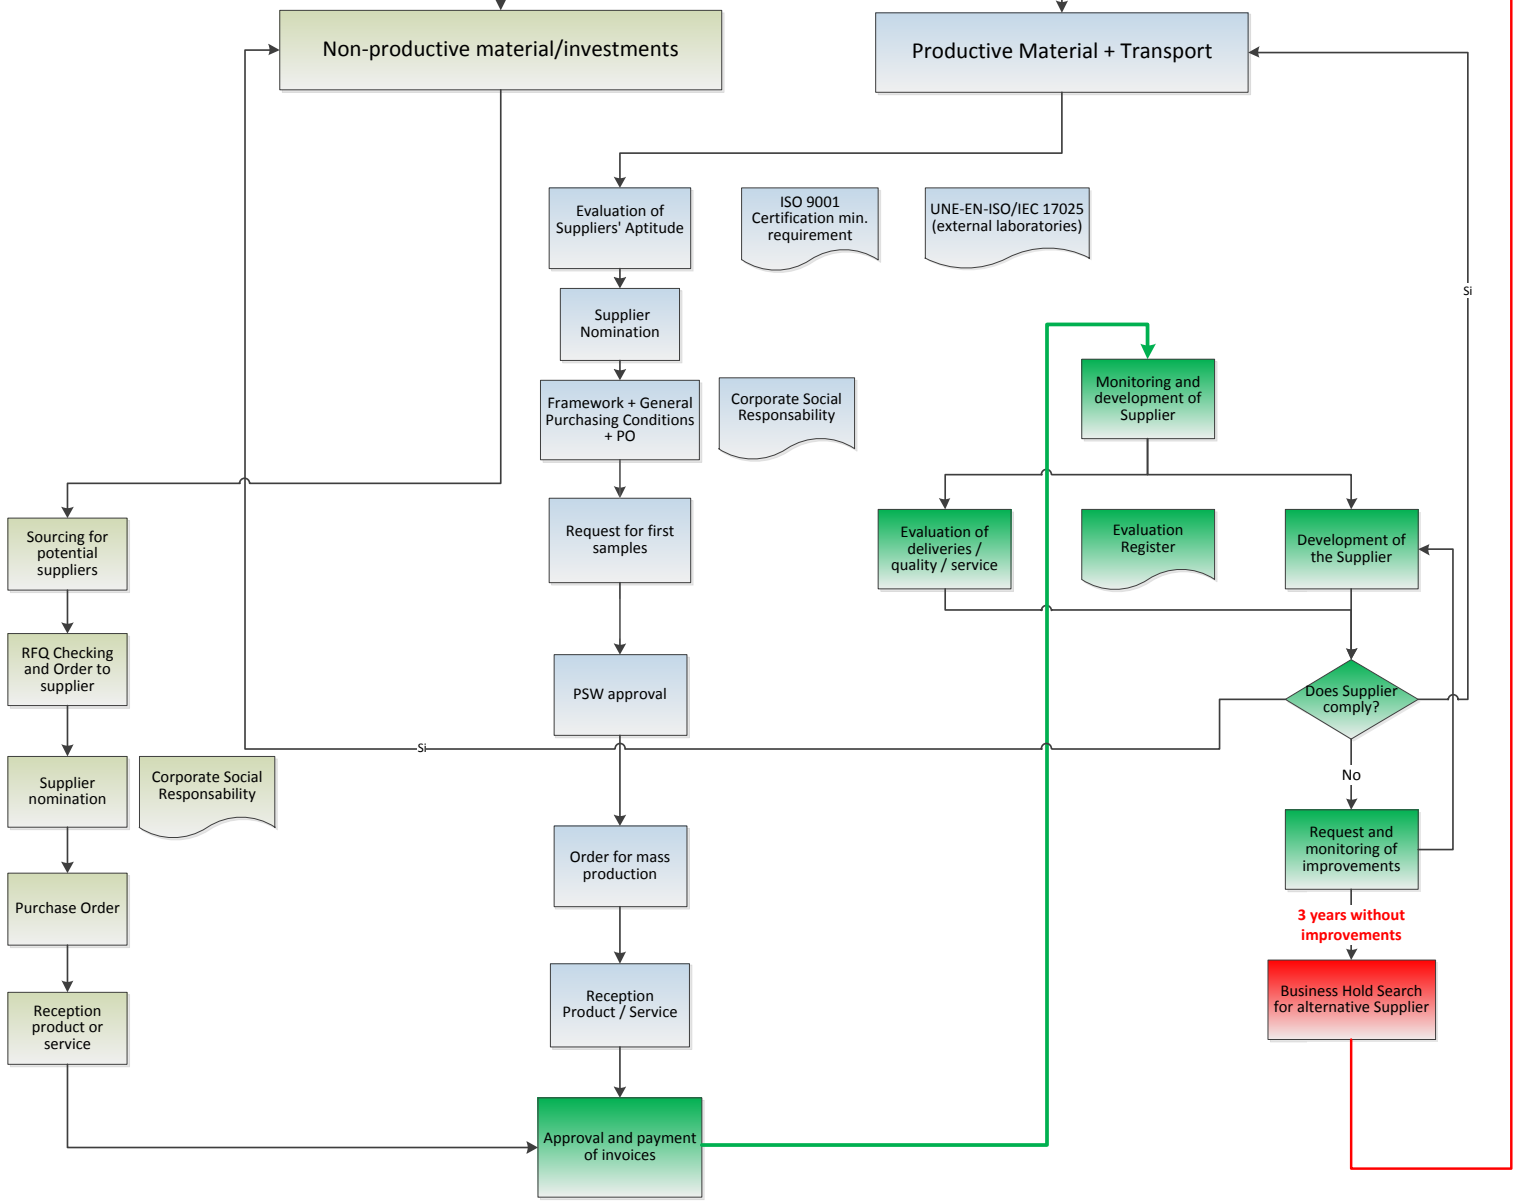 Non-productive material/investments
Productive Material + Transport
Evaluation of
Suppliers' Aptitude
ISO 9001
Certification min.
requirement
UNE-EN-ISO/IEC 17025
(external laboratories)
Supplier
Nomination
Si
Framework + General
Purchasing Conditions
+ PO
Corporate Social
Responsability
Monitoring and
development of
Supplier
Sourcing for
potential
suppliers
Request for first
samples
Evaluation of
deliveries /
quality / service
Evaluation
Register
Development of
the Supplier
RFQ Checking
and Order to
supplier
PSW approval
Does Supplier
comply?
Si
No
Supplier
nomination
Corporate Social
Responsability
Order for mass
production
Request and
monitoring of
improvements
Purchase Order
3 years without
improvements
Reception
product or
service
Reception
Product / Service
Business Hold Search
for alternative Supplier
Approval and payment
of invoices